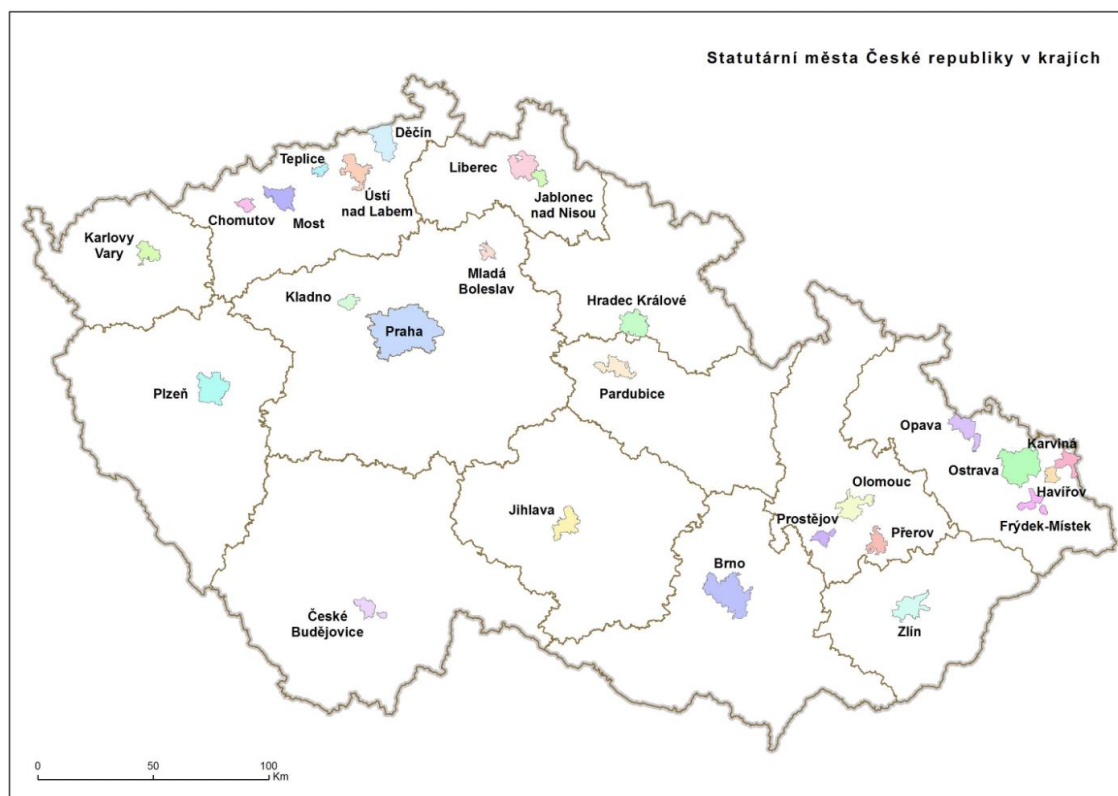 Statutární města České republiky v krajích
Děčín
Teplice
Liberec
Ústí
nad Labem
Jablonec
nad Nisou
Chomutov
Most
Karlovy
Vary
Mladá
Boleslav
Kladno
Hradec Králové
Praha
Plzeň
Pardubice
Opava
Karviná
Ostrava
Olomouc
Havířov
Jihlava
Prostějov
Přerov
Frýdek-Místek
Brno
České
Budějovice
Zlín
0 50 100
Km